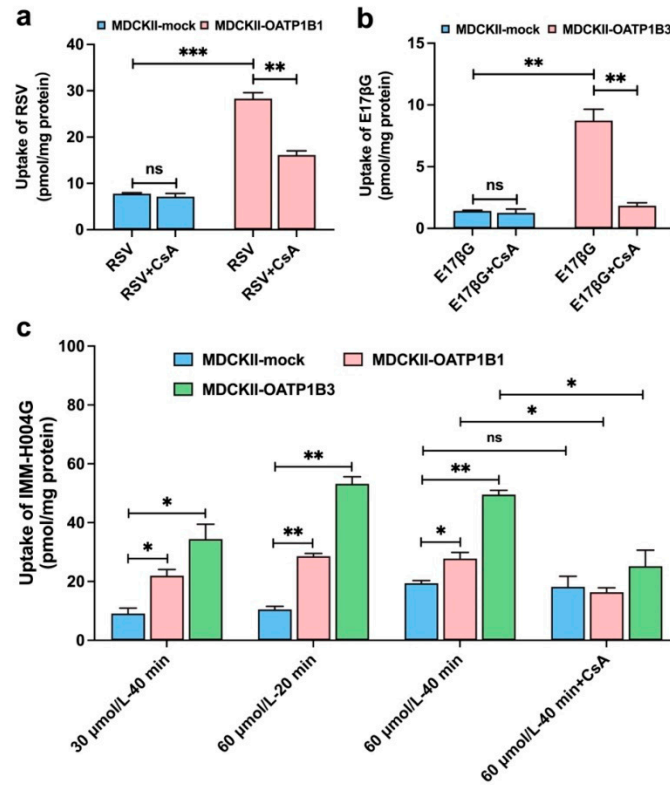 a
MDCKII-mock MDCKII-OATP1B1
Uptake of RSV
(pmol/mg protein)
40
30
20
10
0
***
**
ns
RSV
RSV+CsA
RSV
RSV+CsA
b
MDCKII-mock MDCKII-OATP1B3
Uptake of E17βG
(pmol/mg protein)
15
10
5
0
**
**
ns
E17βG
E17βG+CsA
E17βG
E17βG+CsA
c
MDCKII-mock MDCKII-OATP1B1
MDCKII-OATP1B3
Uptake of IMM-H004G
(pmol/mg protein)
100
80
60
40
20
0
*
*
**
**
*
*
ns
**
*
30 μmol/L-40 min
60 μmol/L-20 min
60 μmol/L-40 min
60 μmol/L-40 min+CsA